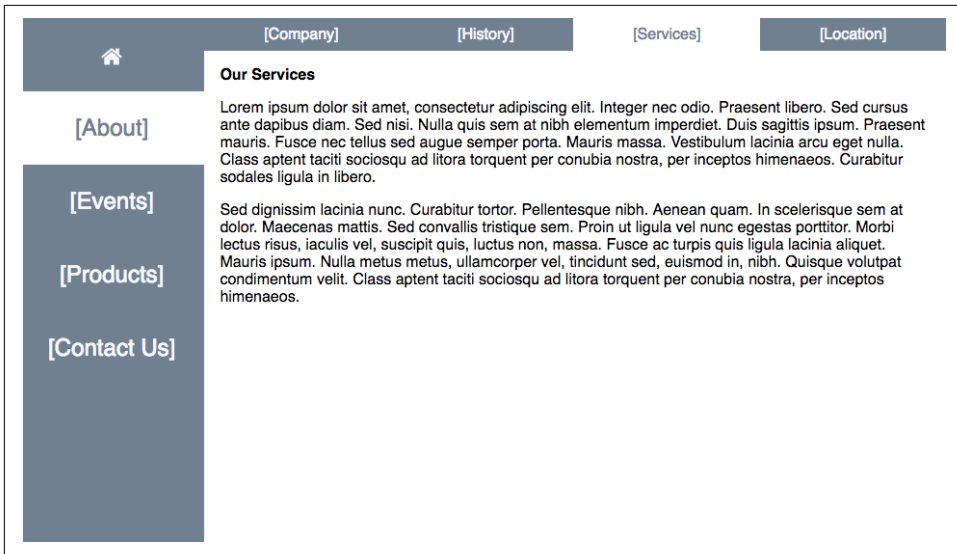 [Company] [History] [Services] [Location]
[About]
[Events]
[Products]
[Contact Us]
Our Services
Lorem ipsum dolor sit amet, consectetur adipiscing elit. Integer nec odio. Praesent libero. Sed cursus
ante dapibus diam. Sed nisi. Nulla quis sem at nibh elementum imperdiet. Duis sagittis ipsum. Praesent
mauris. Fusce nec tellus sed augue semper porta. Mauris massa. Vestibulum lacinia arcu eget nulla.
Class aptent taciti sociosqu ad litora torquent per conubia nostra, per inceptos himenaeos. Curabitur
sodales ligula in libero.
Sed dignissim lacinia nunc. Curabitur tortor. Pellentesque nibh. Aenean quam. In scelerisque sem at
dolor. Maecenas mattis. Sed convallis tristique sem. Proin ut ligula vel nunc egestas porttitor. Morbi
lectus risus, iaculis vel, suscipit quis, luctus non, massa. Fusce ac turpis quis ligula lacinia aliquet.
Mauris ipsum. Nulla metus metus, ullamcorper vel, tincidunt sed, euismod in, nibh. Quisque volutpat
condimentum velit. Class aptent taciti sociosqu ad litora torquent per conubia nostra, per inceptos
himenaeos.